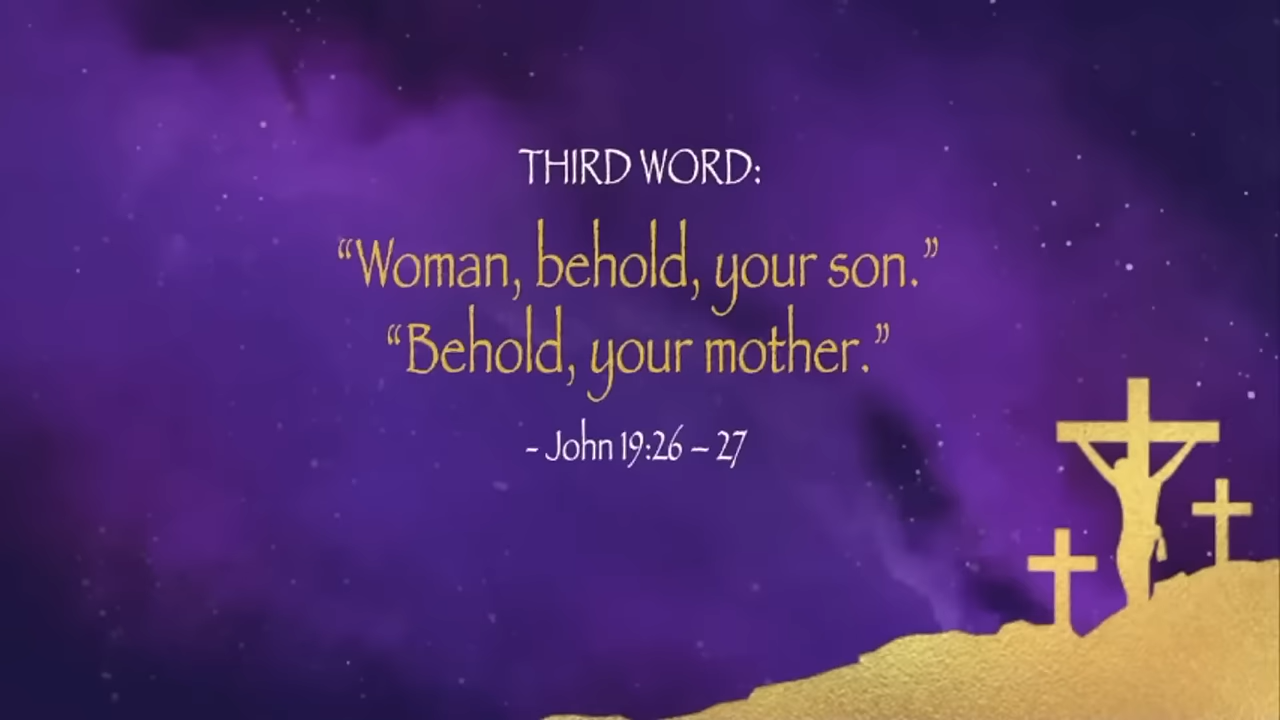 THIRD WORD:
“Woman, behold, your son.”
“Behold, your mother.”
- John 19:26 – 27